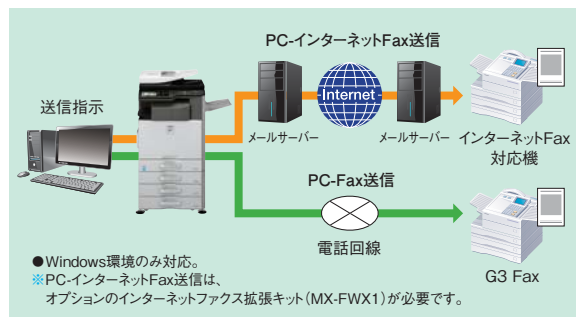 PC-インターネットFax送信
送信指示
Internet
メールサーバー
メールサーバー
インターネットFax
対応機
PC-Fax送信
電話回線
G3 Fax
●Windows環境のみ対応。
※PC-インターネットFax送信は、
オプションのインターネットファクス拡張キット(MX-FWX1)が必要です。